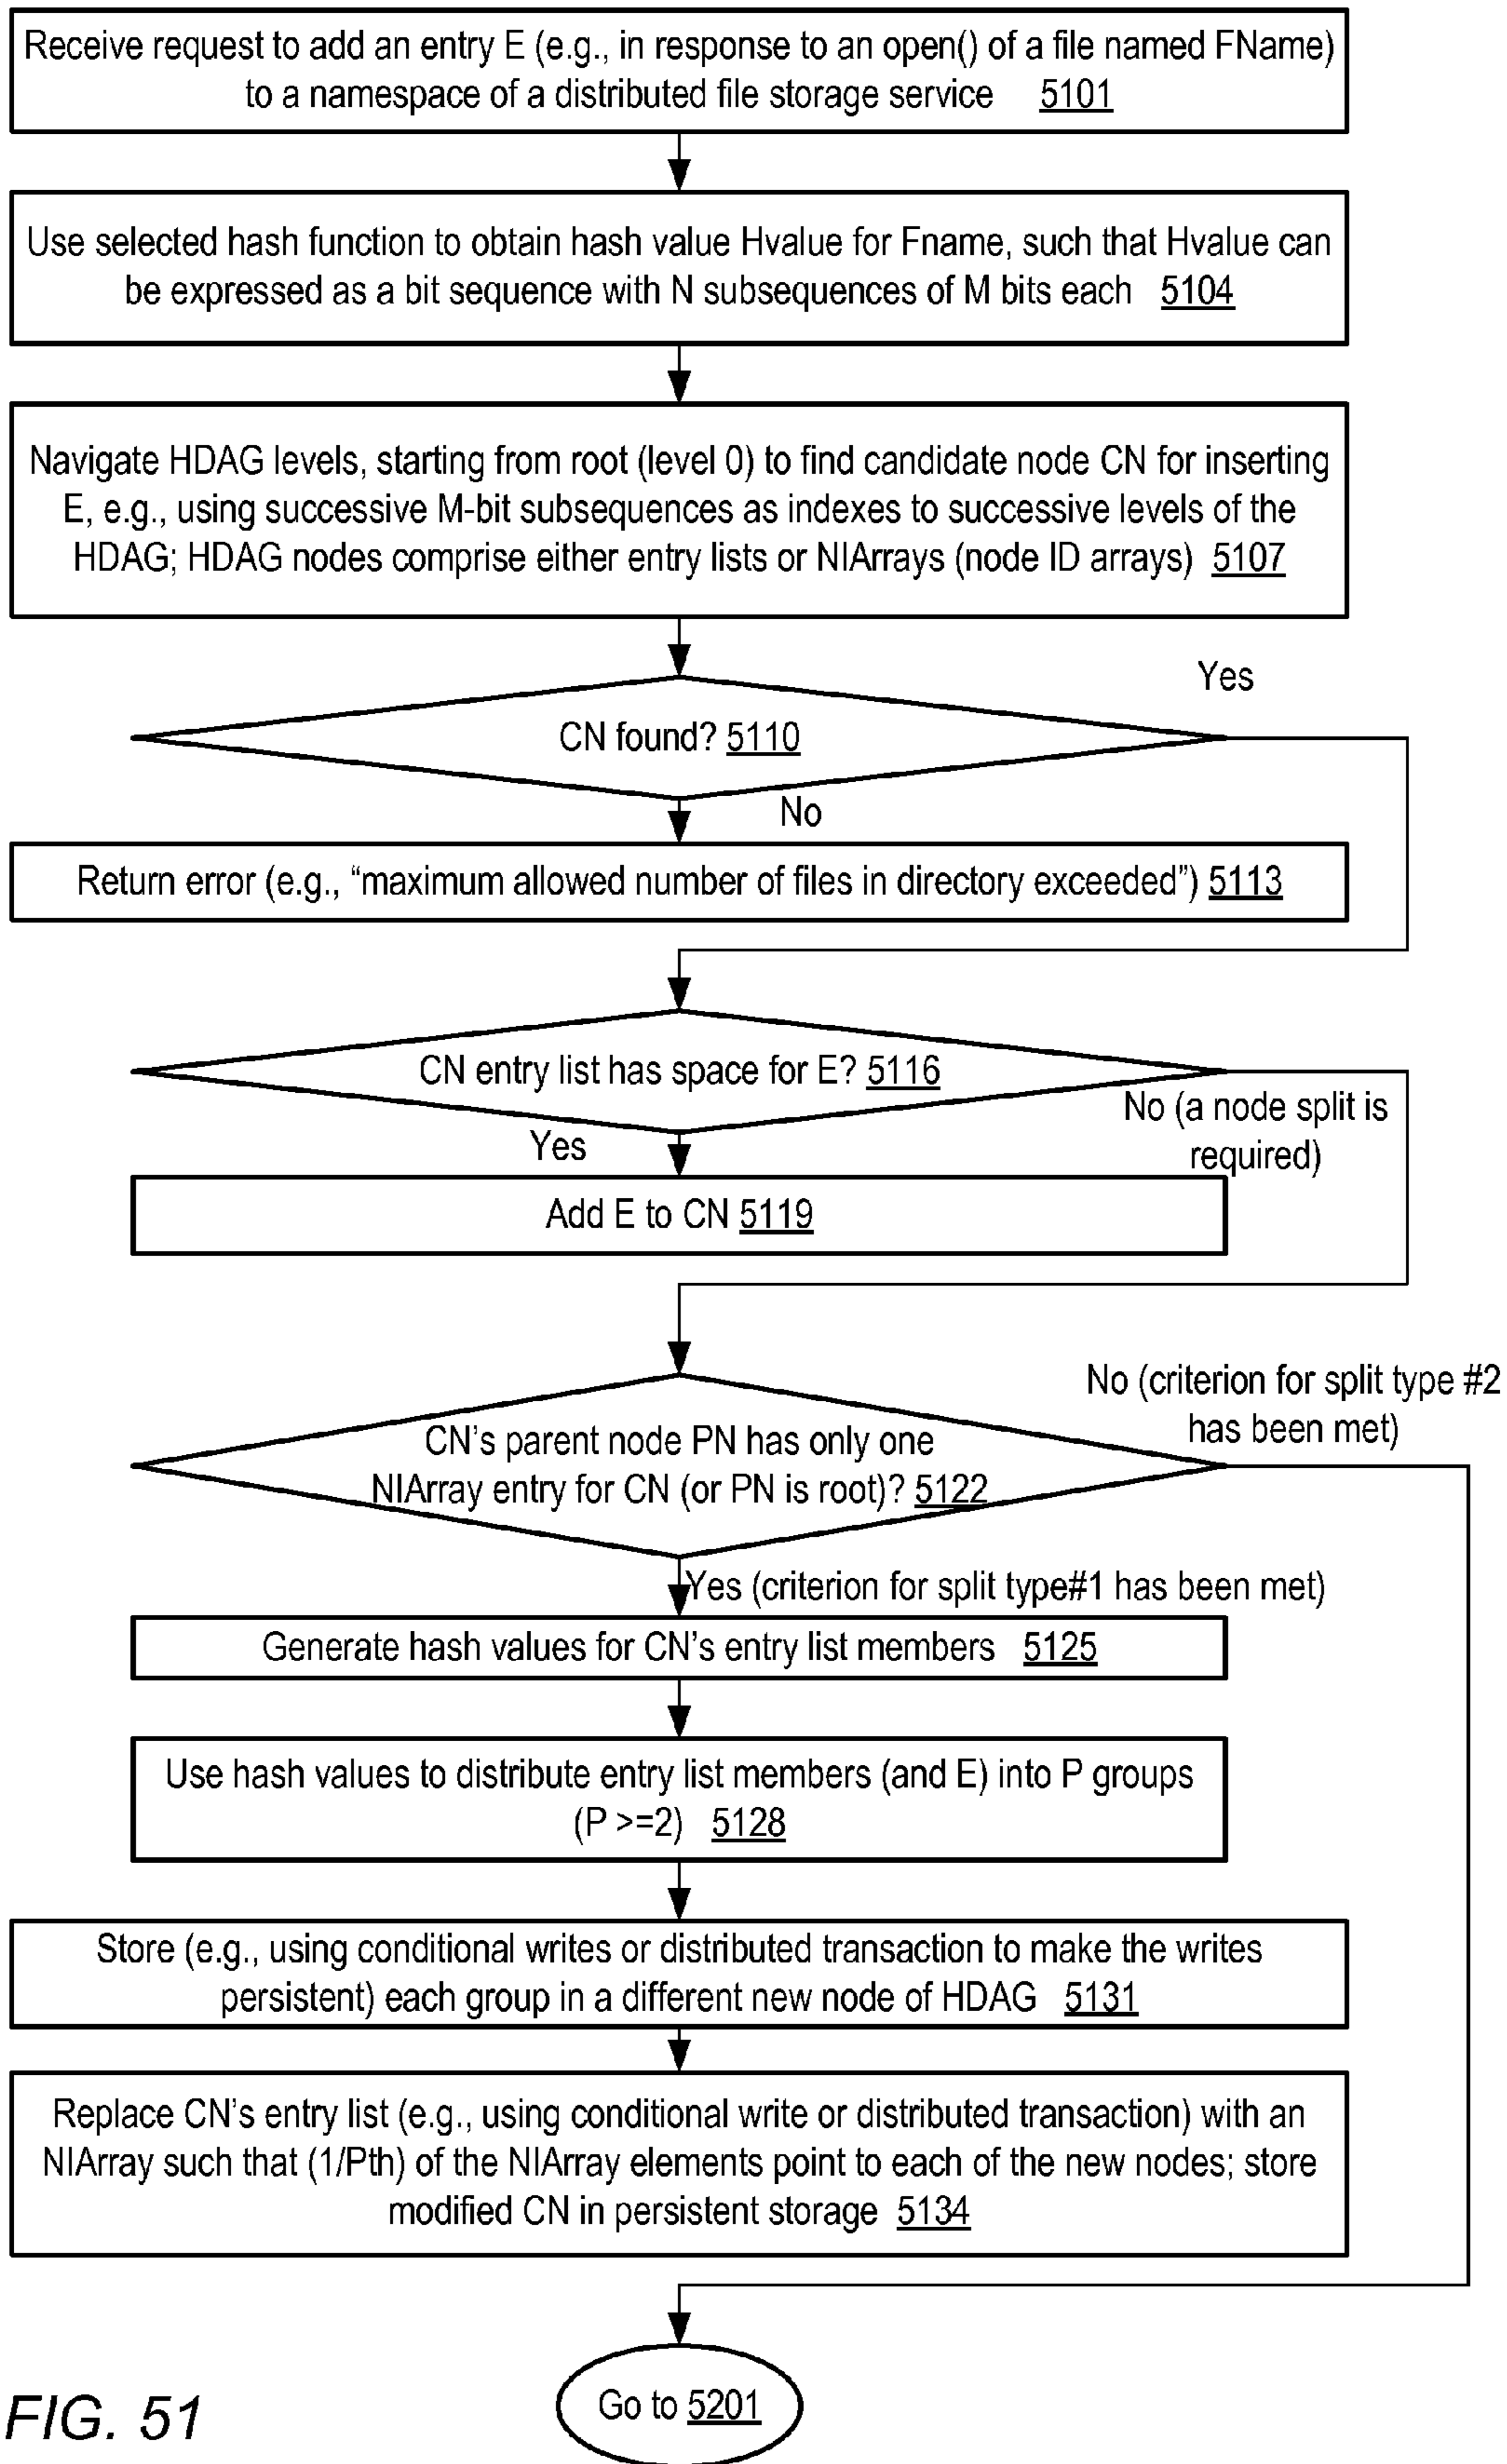 Receive request to add an entry E (e.g., in response to an open() of a file named FName)
to a namespace of a distributed file storage service 5101
Use selected hash function to obtain hash value Hvalue for Fname, such that Hvalue can
be expressed as a bit sequence with N subsequences of M bits each 5104
Navigate HDAG levels, starting from root (level 0) to find candidate node CN for inserting
E, e.g., using successive M-bit subsequences as indexes to successive levels of the
HDAG; HDAG nodes comprise either entry lists or NIArrays (node ID arrays) 5107
Yes
CN found? 5110
No
Return error (e.g., “maximum allowed number of files in directory exceeded”) 5113
CN entry list has space for E? 5116
No (a node split is
required)
Yes
Add E to CN 5119
No (criterion for split type #2
has been met)
CN’s parent node PN has only one
NIArray entry for CN (or PN is root)? 5122
Yes (criterion for split type#1 has been met)
Generate hash values for CN’s entry list members 5125
Use hash values to distribute entry list members (and E) into P groups
(P >=2) 5128
Store (e.g., using conditional writes or distributed transaction to make the writes
persistent) each group in a different new node of HDAG 5131
Replace CN’s entry list (e.g., using conditional write or distributed transaction) with an
NIArray such that (1/Pth) of the NIArray elements point to each of the new nodes; store
modified CN in persistent storage 5134
Go to 5201
FIG. 51